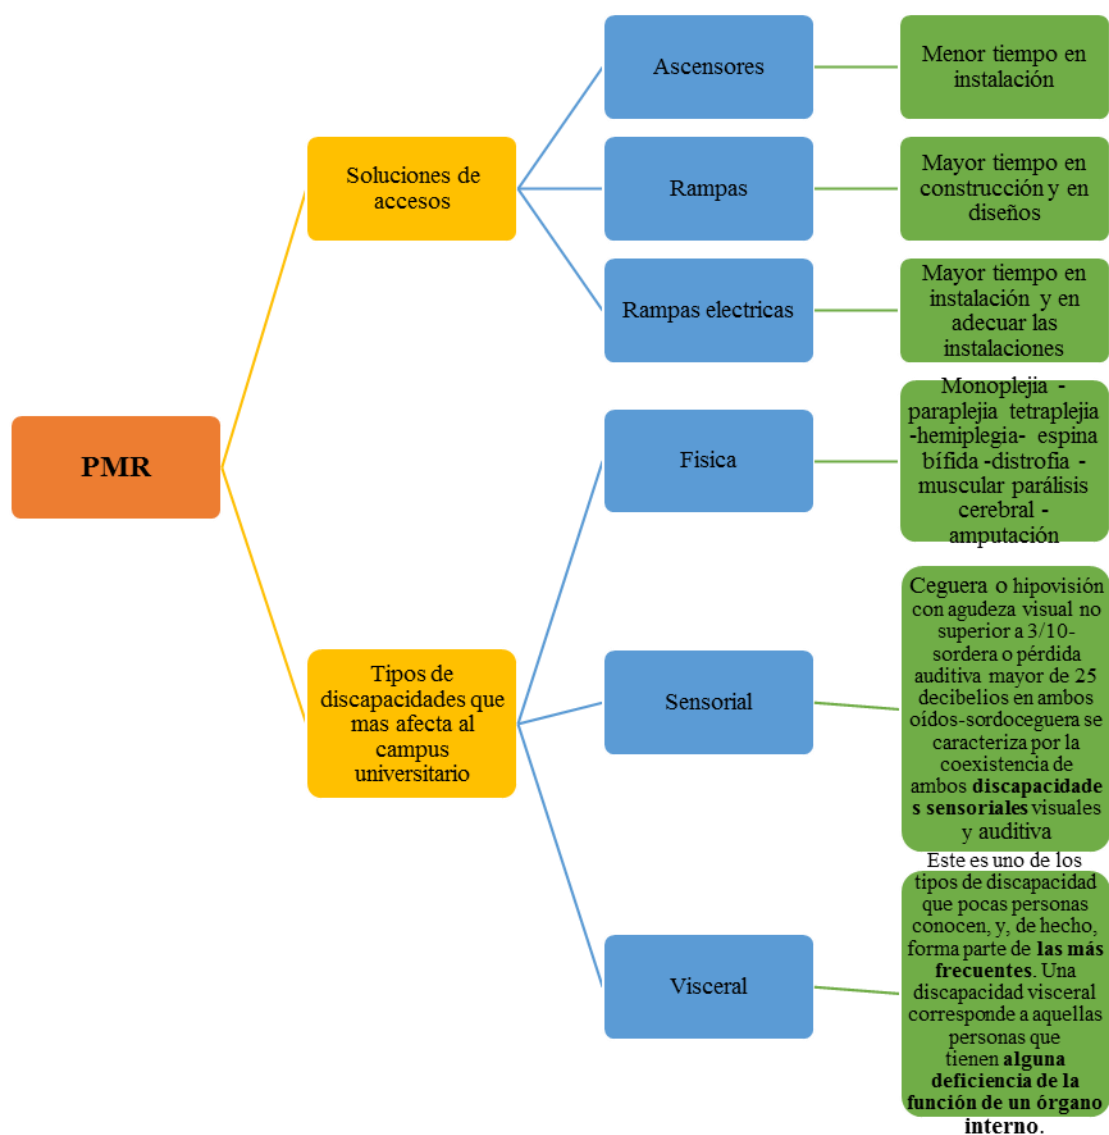 PMR
Soluciones de
accesos
Ascensores
Menor tiempo en
instalación
Rampas
Mayor tiempo en
construcción y en
diseños
Rampas electricas
Mayor tiempo en
instalación y en
adecuar las
instalaciones
Tipos de
discapacidades que
mas afecta al
campus
universitario
Fisica
Monoplejia -
paraplejia tetraplejia
-hemiplegia- espina
bífida -distrofia -
muscular parálisis
cerebral -
amputación
Sensorial
Ceguera o hipovisión
con agudeza visual no
superior a 3/10-
sordera o pérdida
auditiva mayor de 25
decibelios en ambos
oídos-sordoceguera se
caracteriza por la
coexistencia de
ambos discapacidade
s sensoriales visuales
y auditiva
Visceral
Este es uno de los
tipos de discapacidad
que pocas personas
conocen, y, de hecho,
forma parte de las más
frecuentes. Una
discapacidad visceral
corresponde a aquellas
personas que
tienen alguna
deficiencia de la
función de un órgano
interno.